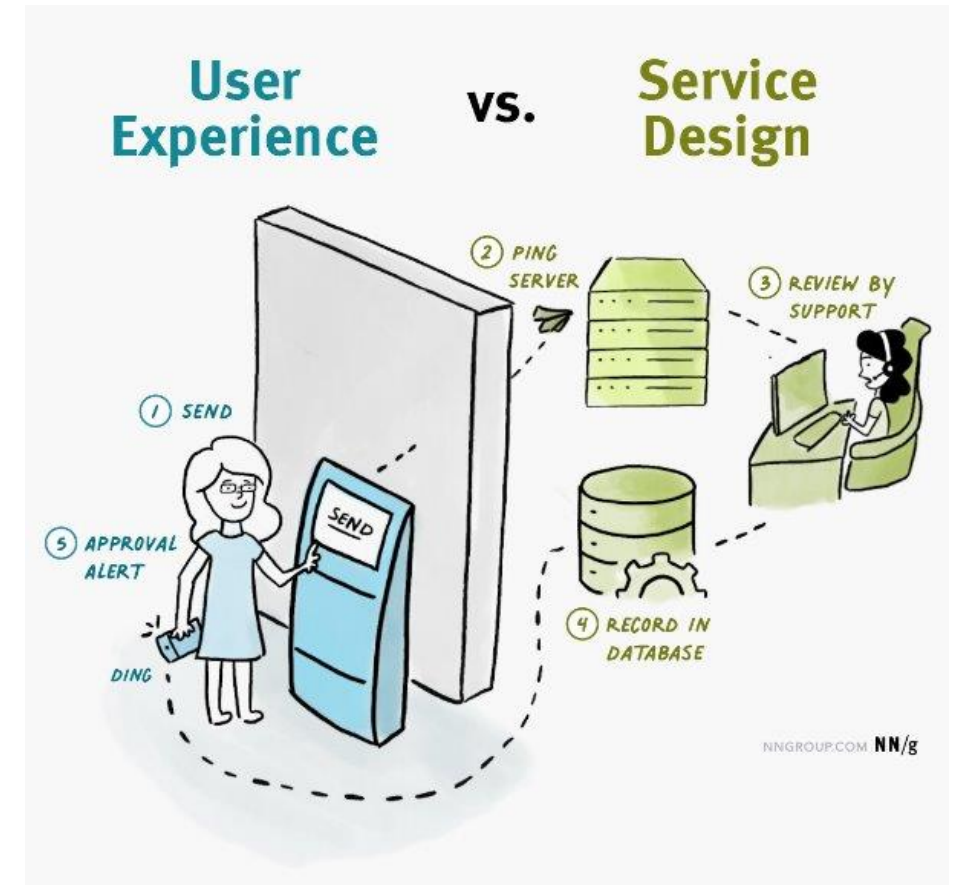 User
Experience
vs.
Service
Design
1 SEND
2 PING
SERVER
3 REVIEW BY
SUPPORT
SEND
5 APPROVAL
ALERT
DING
4 RECORD IN
DATABASE
NNGROUP.COM NN/g